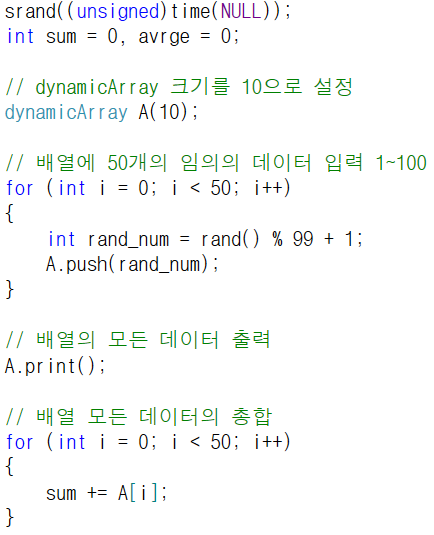 srand((unsigned)time(NULL));
int sum = 0, avrge = 0;
// dynamicArray 크기를 10으로 설정
dynamicArray A(10);
// 배열에 50개의 임의의 데이터 입력 1~100
for (int i = 0; i < 50; i++)
{
    int rand_num = rand() % 99 + 1;
    A.push(rand_num);
}
// 배열의 모든 데이터 출력
A.print();
// 배열 모든 데이터의 총합
for (int i = 0; i < 50; i++)
{
    sum += A[i];
}